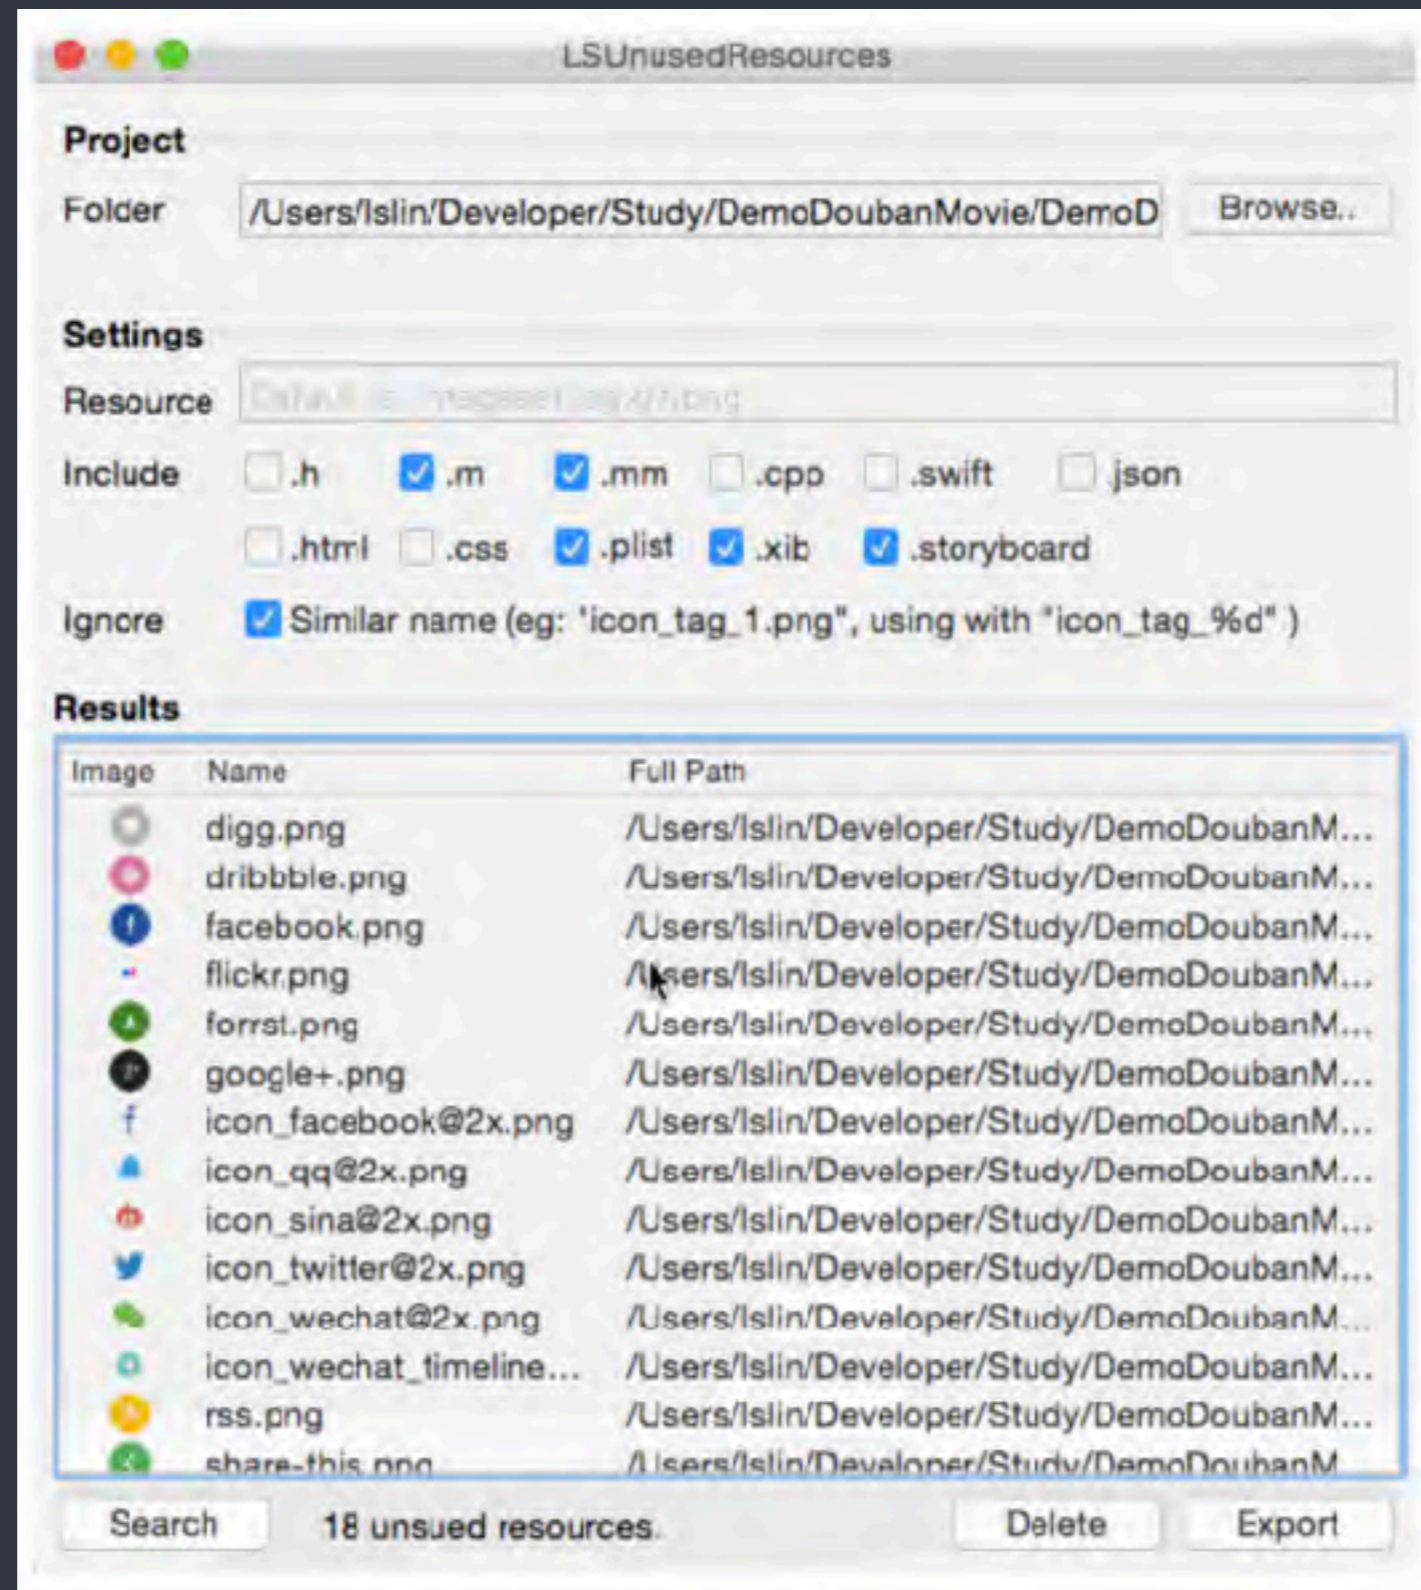 LSUnusedResources
Project
Folder /Users/lslin/Developer/Study/DemoDoubanMovie/DemoD Browse..
Settings
Resource
Include .h .m .mm .cpp .swift .json
.html .css .plist .xib .storyboard
Ignore Similar name (eg: "icon_tag_1.png", using with "icon_tag_%d" )
Results
Image Name Full Path
digg.png /Users/lslin/Developer/Study/DemoDoubanM...
dribbble.png /Users/lslin/Developer/Study/DemoDoubanM...
facebook.png /Users/lslin/Developer/Study/DemoDoubanM...
flickr.png /Users/lslin/Developer/Study/DemoDoubanM...
forrst.png /Users/lslin/Developer/Study/DemoDoubanM...
google+.png /Users/lslin/Developer/Study/DemoDoubanM...
icon_facebook@2x.png /Users/lslin/Developer/Study/DemoDoubanM...
icon_qq@2x.png /Users/lslin/Developer/Study/DemoDoubanM...
icon_sina@2x.png /Users/lslin/Developer/Study/DemoDoubanM...
icon_twitter@2x.png /Users/lslin/Developer/Study/DemoDoubanM...
icon_wechat@2x.png /Users/lslin/Developer/Study/DemoDoubanM...
icon_wechat_timeline... /Users/lslin/Developer/Study/DemoDoubanM...
rss.png /Users/lslin/Developer/Study/DemoDoubanM...
share-this.png /Users/lslin/Developer/Study/DemoDoubanM...
Search 18 unsued resources. Delete Export